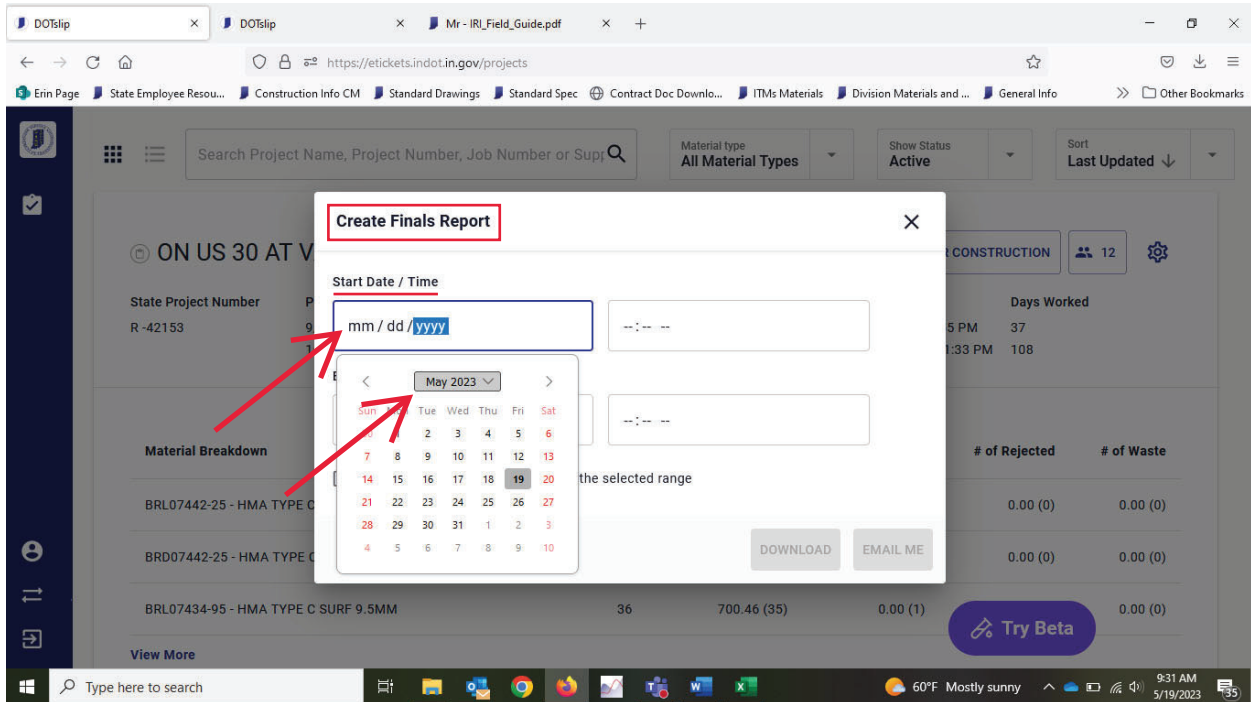 DOTslip
DOTslip
Mr - IRI_Field_Guide.pdf
https://etickets.indot.in.gov/projects
Erin Page State Employee Resou... Construction Info CM Standard Drawings Standard Spec Contract Doc Downlo... ITMs Materials Division Materials and ... General Info Other Bookmarks
Search Project Name, Project Number, Job Number or Supp
Material type
All Material Types
Show Status
Active
Sort
Last Updated
Create Finals Report
ON US 30 AT V
CONSTRUCTION
12
Start Date / Time
State Project Number
Days Worked
mm / dd / yyyy
--:-- --
R -42153
5 PM 37
1:33 PM 108
May 2023
Sun Mon Tue Wed Thu Fri Sat
1 2 3 4 5 6
7 8 9 10 11 12 13
14 15 16 17 18 19 20
21 22 23 24 25 26 27
28 29 30 31 1 2 3
4 5 6 7 8 9 10
--:-- --
the selected range
DOWNLOAD
EMAIL ME
Material Breakdown
# of Rejected
# of Waste
BRL07442-25 - HMA TYPE C
0.00 (0)
0.00 (0)
BRD07442-25 - HMA TYPE C
0.00 (0)
0.00 (0)
BRL07434-95 - HMA TYPE C SURF 9.5MM
36
700.46 (35)
0.00 (1)
0.00 (0)
Try Beta
View More
Type here to search
60°F Mostly sunny
9:31 AM
5/19/2023
35